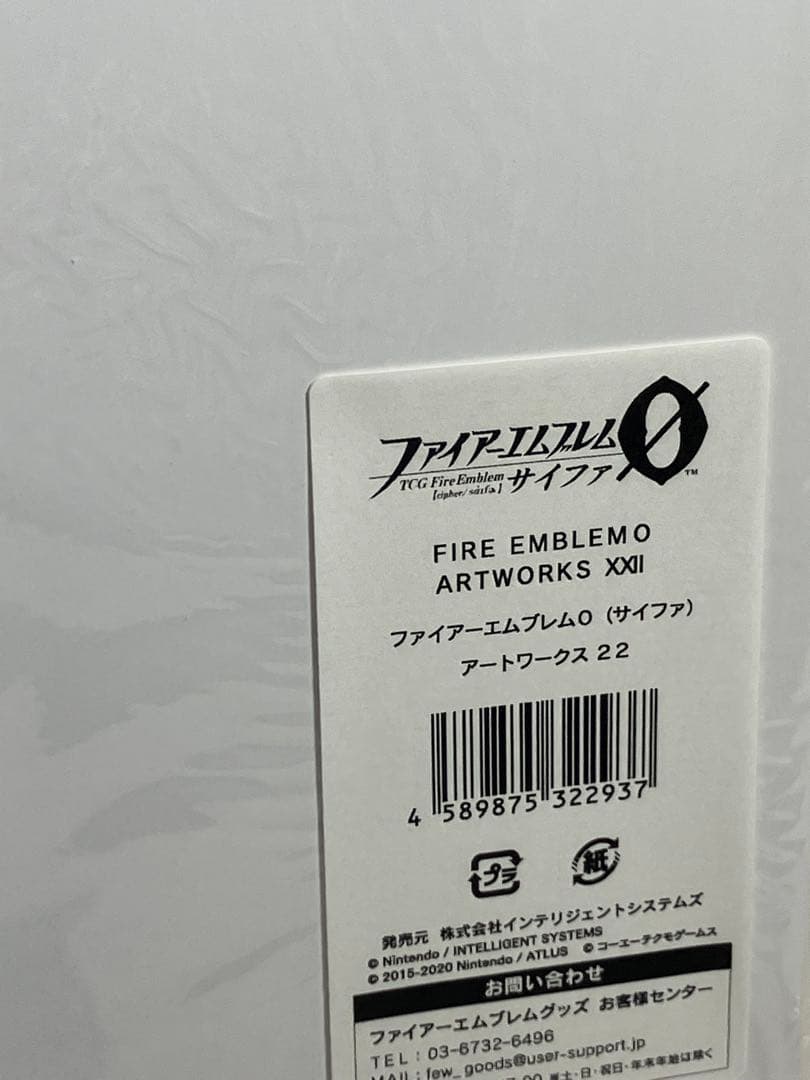 ファイアーエムブレム0
TCG Fire Emblem サイファ ™
【cipher/sáifə】
FIRE EMBLEM 0
ARTWORKS XXII
ファイアーエムブレム0（サイファ）
アートワークス 22
4 589875 322937
プラ 紙
発売元 株式会社インテリジェントシステムズ
© Nintendo / INTELLIGENT SYSTEMS
© 2015-2020 Nintendo / ATLUS © コーエーテクモゲームス
お問い合わせ
ファイアーエムブレムグッズ お客様センター
TEL：03-6732-6496
MAIL：few_goods@user-support.jp
土・日・祝日・年末年始は除く